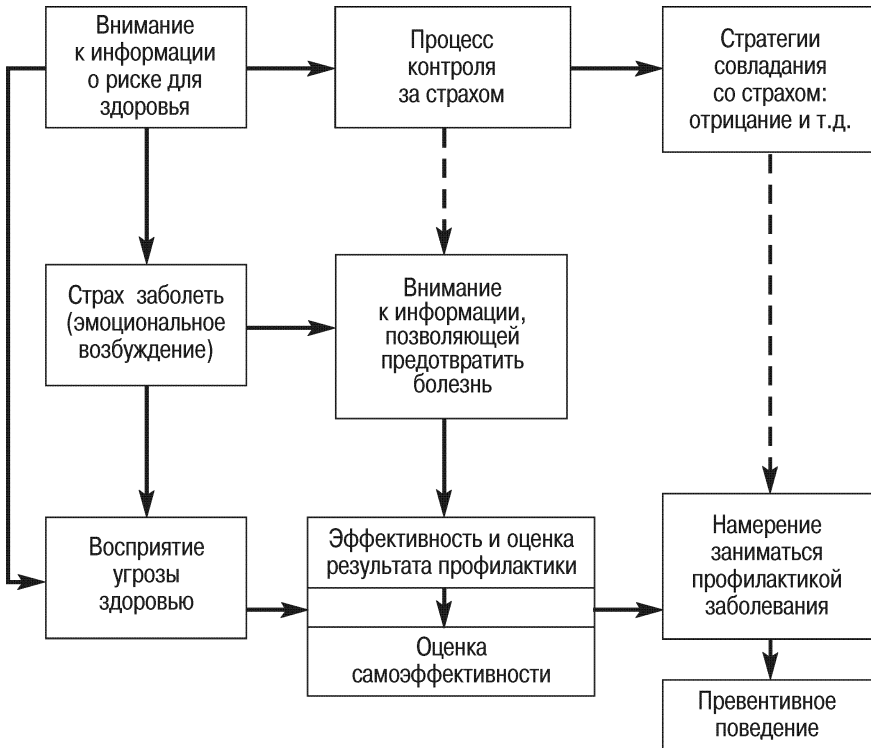 Внимание
к информации
о риске для
здоровья
Процесс
контроля
за страхом
Стратегии
совладания
со страхом:
отрицание и т.д.
Страх заболеть
(эмоциональное
возбуждение)
Внимание
к информации,
позволяющей
предотвратить
болезнь
Восприятие
угрозы
здоровью
Эффективность и оценка
результата профилактики
Оценка
самоэффективности
Намерение
заниматься
профилактикой
заболевания
Превентивное
поведение